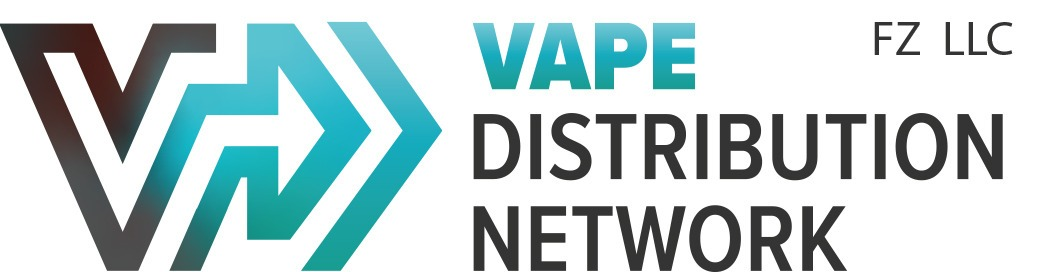 VAPE
FZ LLC
DISTRIBUTION
NETWORK